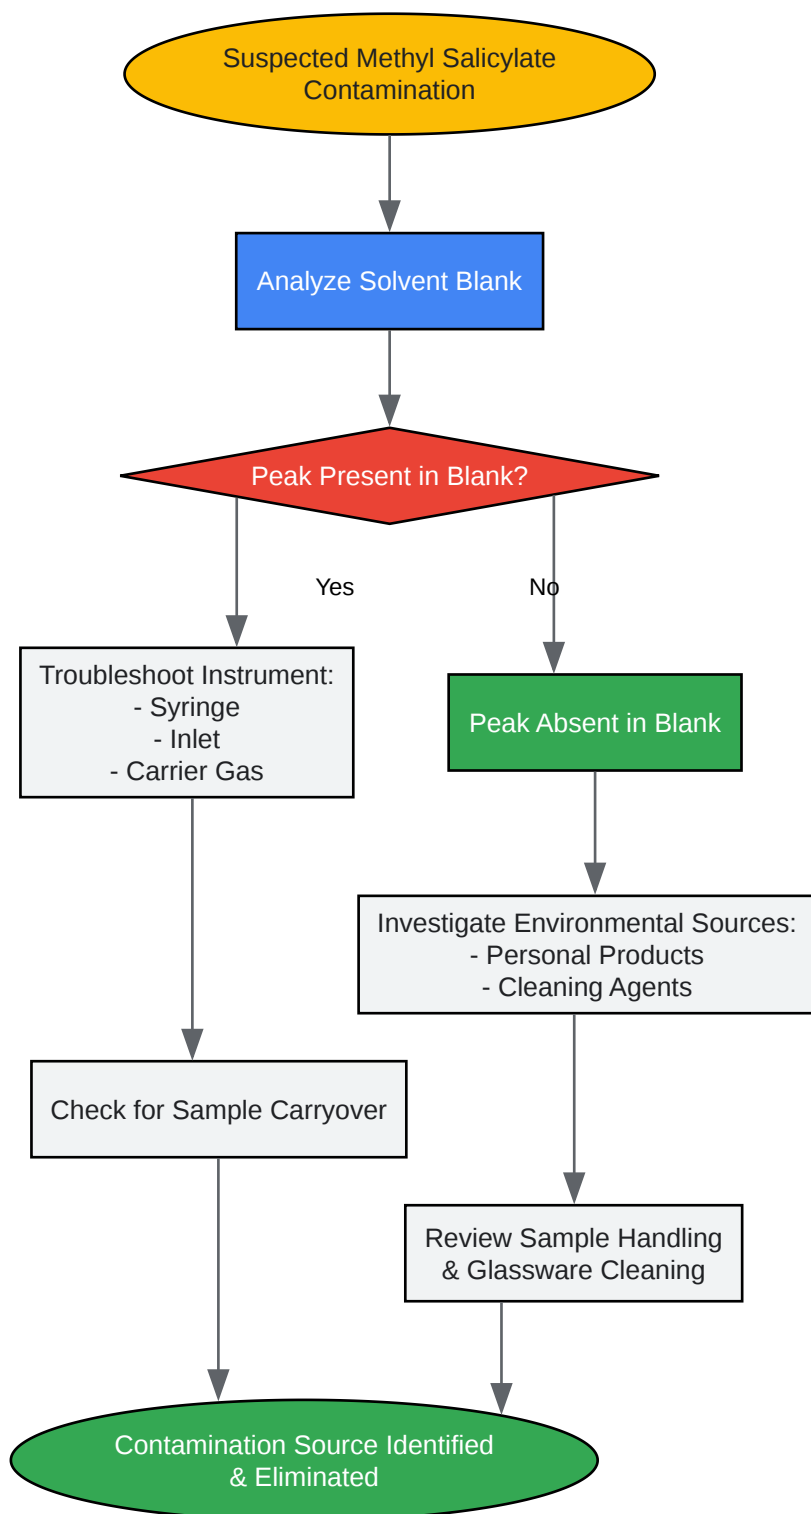 Suspected Methyl Salicylate
Contamination
Analyze Solvent Blank
Peak Present in Blank?
Yes
No
Troubleshoot Instrument:
- Syringe
- Inlet
- Carrier Gas
Peak Absent in Blank
Investigate Environmental Sources:
- Personal Products
- Cleaning Agents
Check for Sample Carryover
Review Sample Handling
& Glassware Cleaning
Contamination Source Identified
& Eliminated